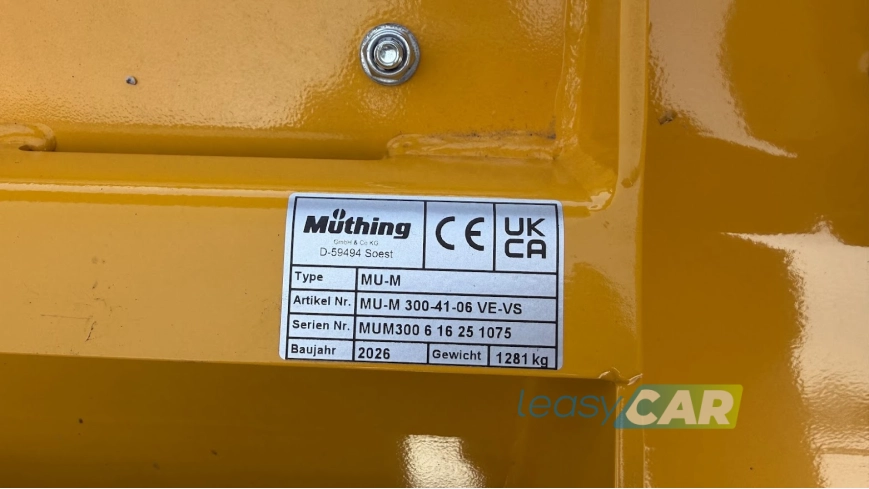 Müthing
GmbH & Co KG
D-59494 Soest
CE
UK
CA
Type MU-M
Artikel Nr. MU-M 300-41-06 VE-VS
Serien Nr. MUM300 6 16 25 1075
Baujahr 2026 Gewicht 1281 kg
leasyCAR